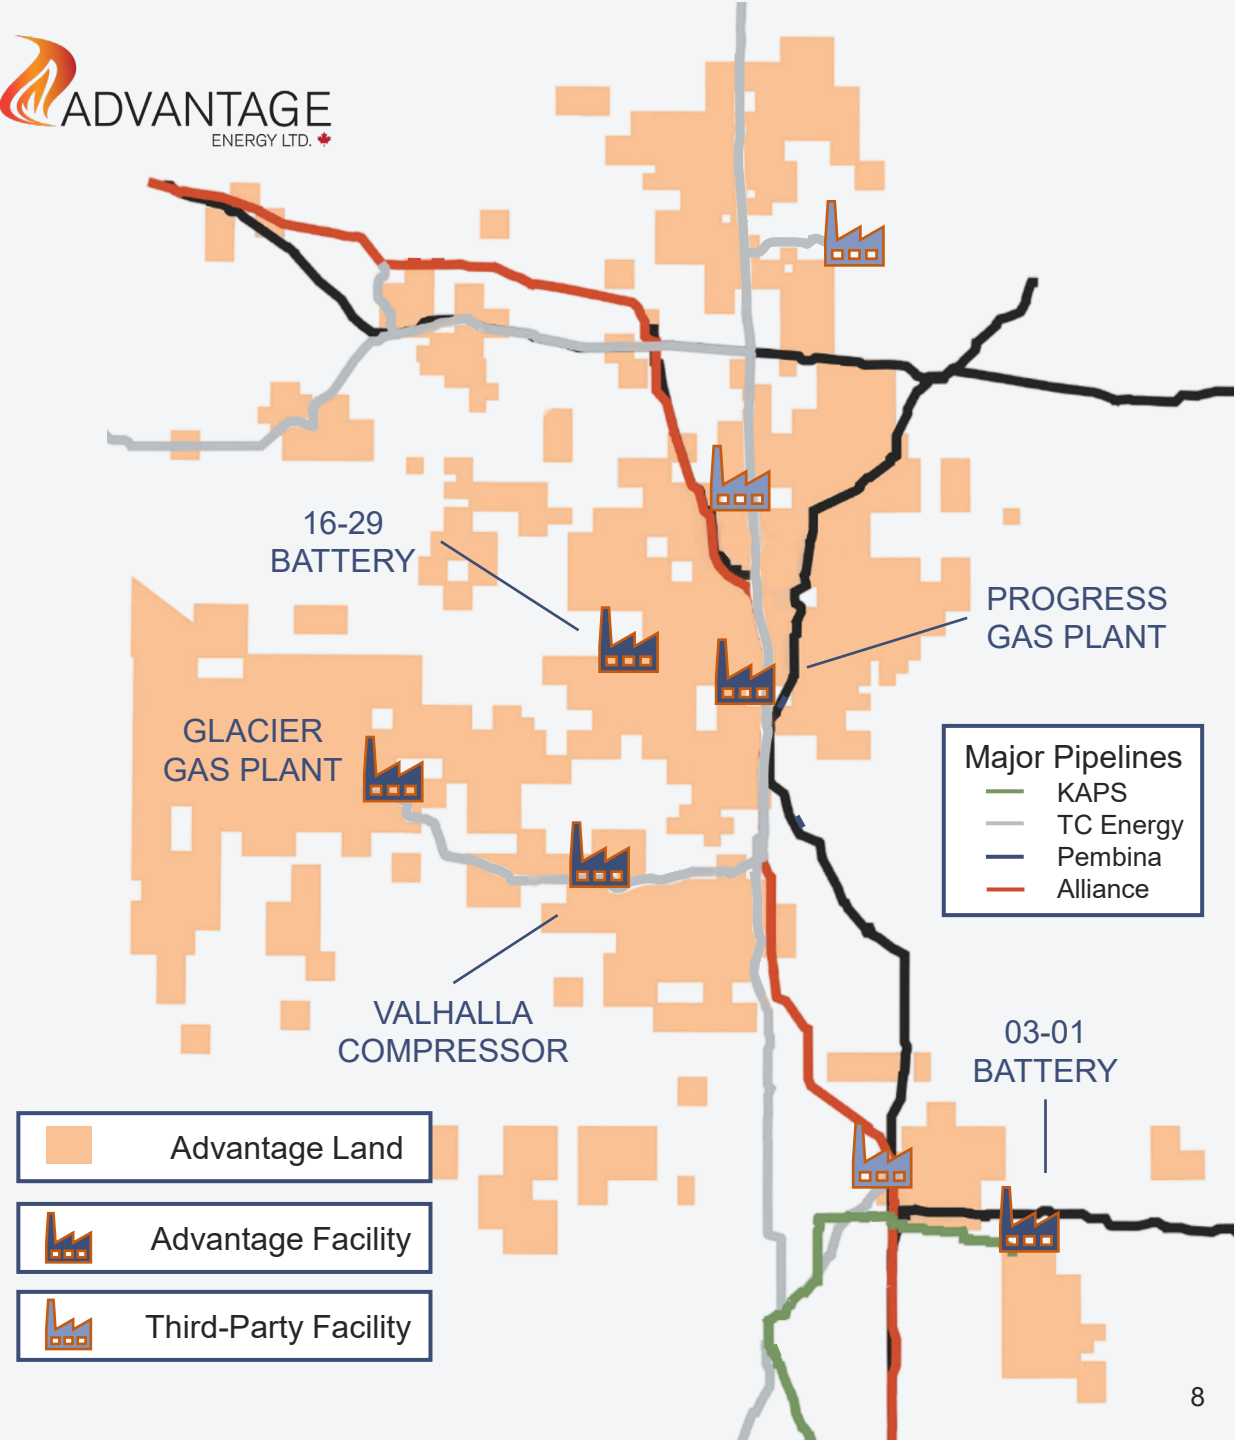 ADVANTAGE
ENERGY LTD.
16-29
BATTERY
PROGRESS
GAS PLANT
GLACIER
GAS PLANT
Major Pipelines
KAPS
TC Energy
Pembina
Alliance
VALHALLA
COMPRESSOR
03-01
BATTERY
Advantage Land
Advantage Facility
Third-Party Facility
8